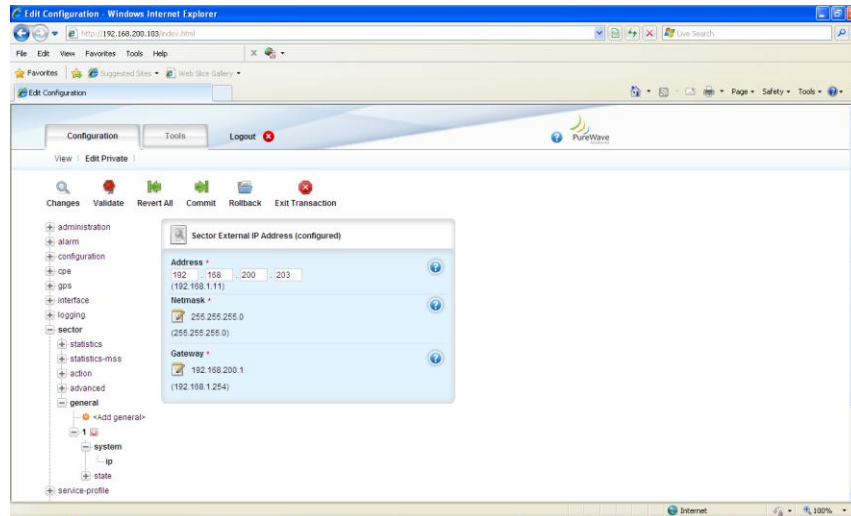 Edit Configuration - Windows Internet Explorer
http://192.168.200.103/index.html
Live Search
File Edit View Favorites Tools Help
Favorites Suggested Sites Web Slice Gallery
Edit Configuration
Page Safety Tools
Configuration Tools Logout PureWave
View Edit Private
Changes Validate Revert All Commit Rollback Exit Transaction
administration
alarm
configuration
cpe
gps
interface
logging
sector
statistics
statistics-mss
action
advanced
general
<Add general>
1
system
ip
state
service-profile
Sector External IP Address (configured)
Address *
192 . 168 . 200 . 203
(192.168.1.11)
Netmask *
255.255.255.0
(255.255.255.0)
Gateway *
192.168.200.1
(192.168.1.254)
Internet 100%